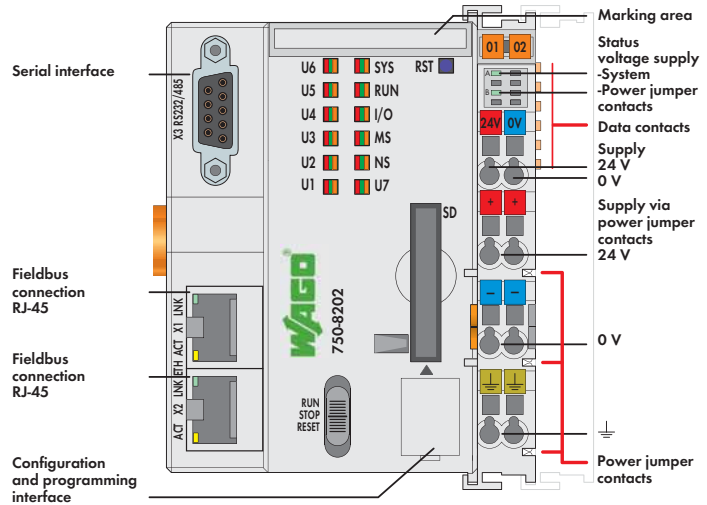 Marking area
Status
voltage supply
-System
-Power jumper
contacts
Data contacts
Supply
24 V
0 V
Supply via
power jumper
contacts
24 V
0 V
Power jumper
contacts
Serial interface
Fieldbus
connection
RJ-45
Fieldbus
connection
RJ-45
Configuration
and programming
interface
X3 RS232/485
U6 SYS
U5 RUN
U4 I/O
U3 MS
U2 NS
U1 U7
RST
01 02
A
B
24V 0V
+ +
− −
SD
WAGO
750-8202
RUN
STOP
RESET
ACT X1 LNK
ETH
ACT X2 LNK